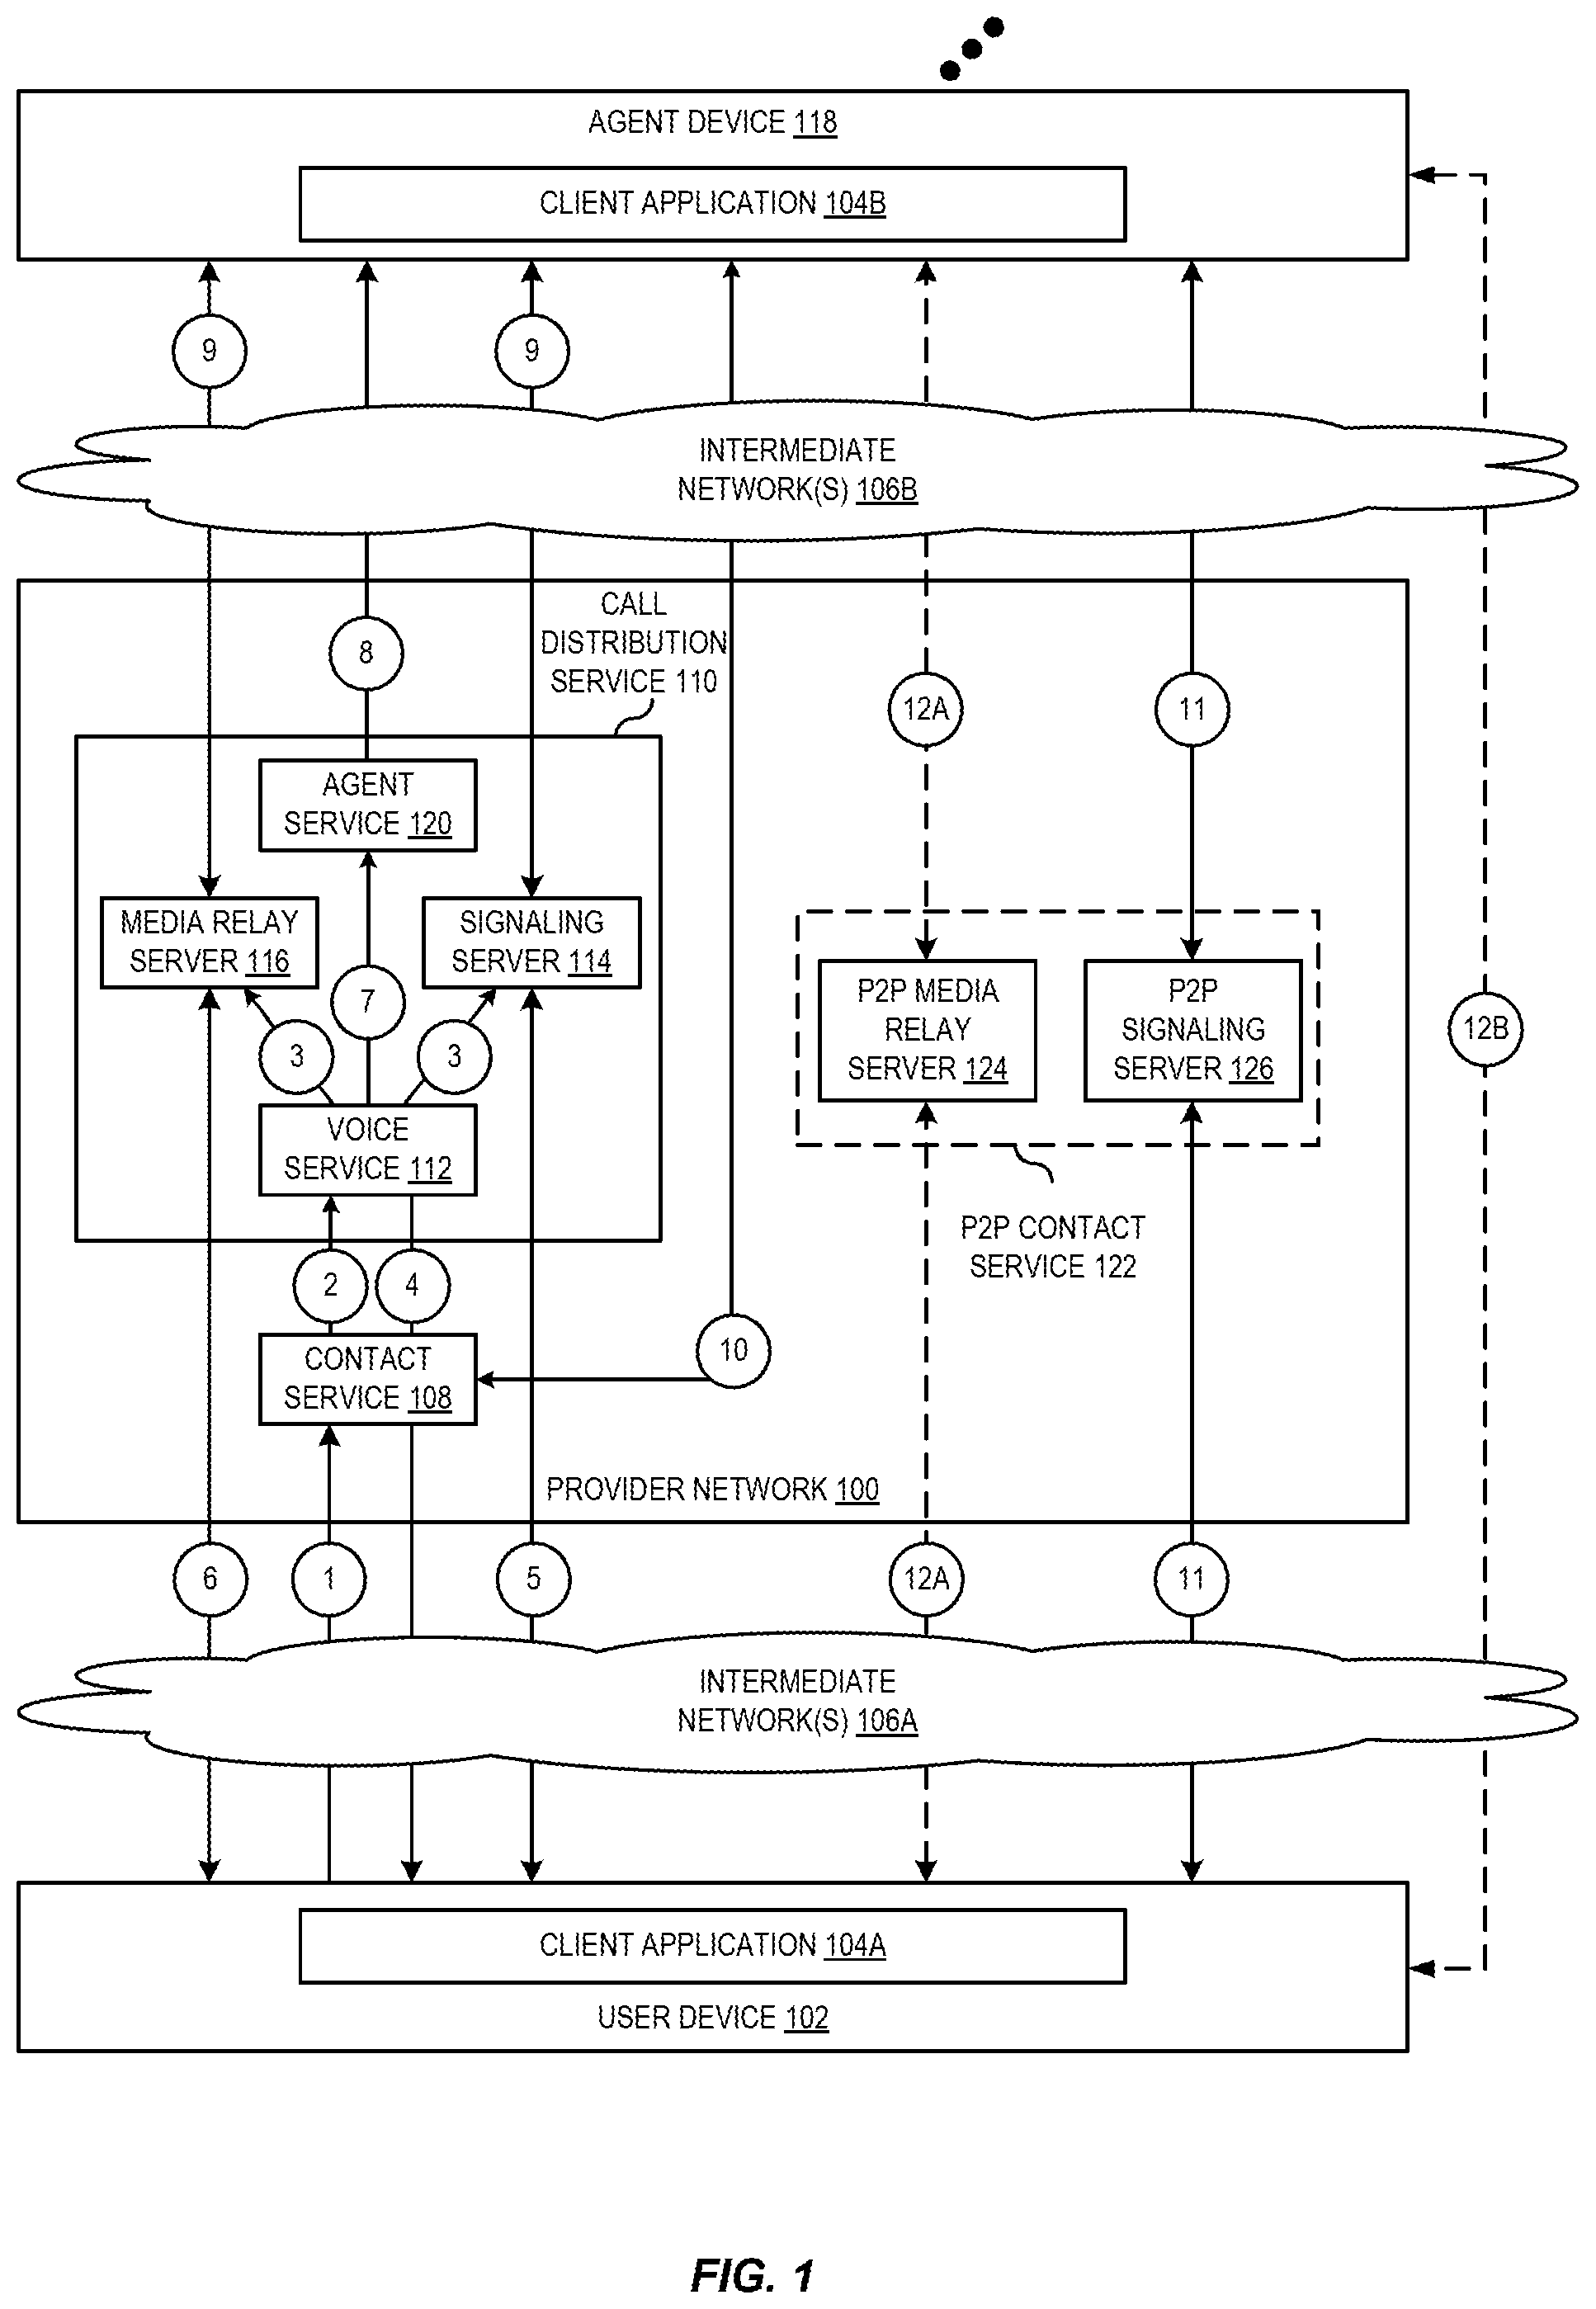 AGENT DEVICE 118
CLIENT APPLICATION 104B
9
9
INTERMEDIATE
NETWORK(S) 106B
CALL
DISTRIBUTION
SERVICE 110
8
12A
11
AGENT
SERVICE 120
MEDIA RELAY
SERVER 116
SIGNALING
SERVER 114
P2P MEDIA
RELAY
SERVER 124
P2P
SIGNALING
SERVER 126
7
3
3
12B
VOICE
SERVICE 112
P2P CONTACT
SERVICE 122
2
4
10
CONTACT
SERVICE 108
PROVIDER NETWORK 100
6
1
5
12A
11
INTERMEDIATE
NETWORK(S) 106A
CLIENT APPLICATION 104A
USER DEVICE 102
FIG. 1